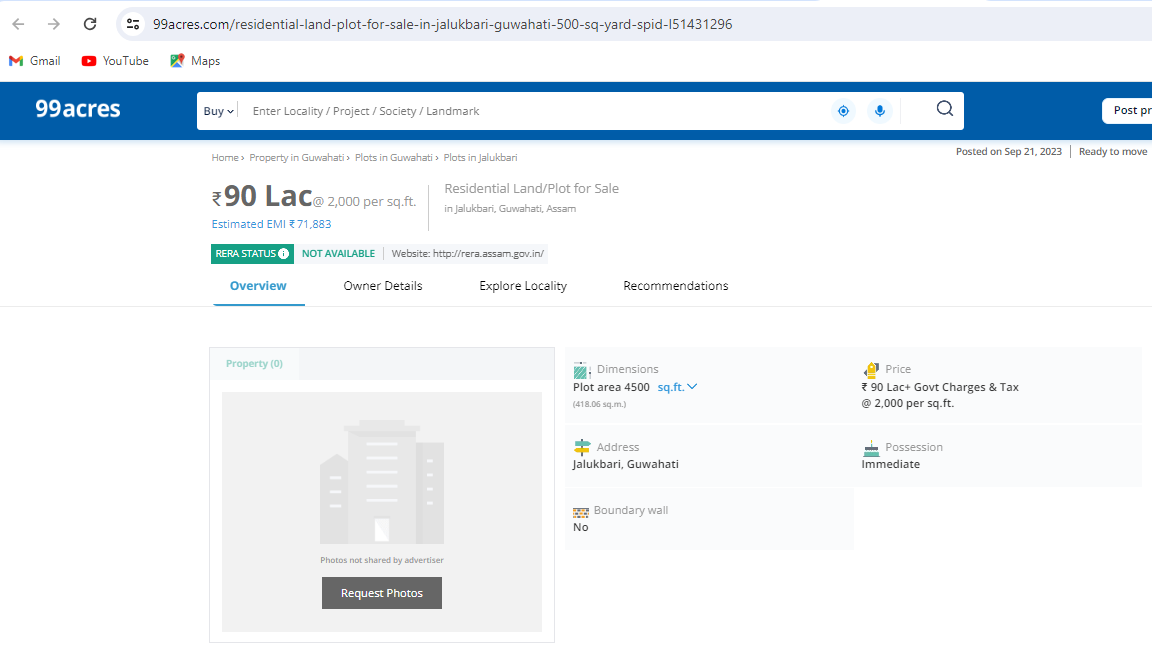 99acres.com/residential-land-plot-for-sale-in-jalukbari-guwahati-500-sq-yard-spid-I51431296
Gmail YouTube Maps
99acres Buy Enter Locality / Project / Society / Landmark Post pr
Home › Property in Guwahati › Plots in Guwahati › Plots in Jalukbari Posted on Sep 21, 2023 | Ready to move
₹ 90 Lac @ 2,000 per sq.ft. Residential Land/Plot for Sale
Estimated EMI ₹ 71,883 in Jalukbari, Guwahati, Assam
RERA STATUS i NOT AVAILABLE | Website: http://rera.assam.gov.in/
Overview Owner Details Explore Locality Recommendations
Property (0)
Photos not shared by advertiser
Request Photos
Dimensions
Plot area 4500 sq.ft.
(418.06 sq.m.)
Price
₹ 90 Lac+ Govt Charges & Tax
@ 2,000 per sq.ft.
Address
Jalukbari, Guwahati
Possession
Immediate
Boundary wall
No